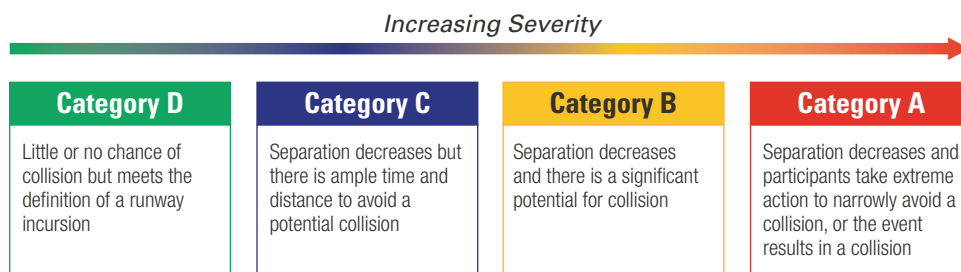 Increasing Severity
Category D
Little or no chance of
collision but meets the
definition of a runway
incursion
Category C
Separation decreases but
there is ample time and
distance to avoid a
potential collision
Category B
Separation decreases
and there is a significant
potential for collision
Category A
Separation decreases and
participants take extreme
action to narrowly avoid a
collision, or the event
results in a collision